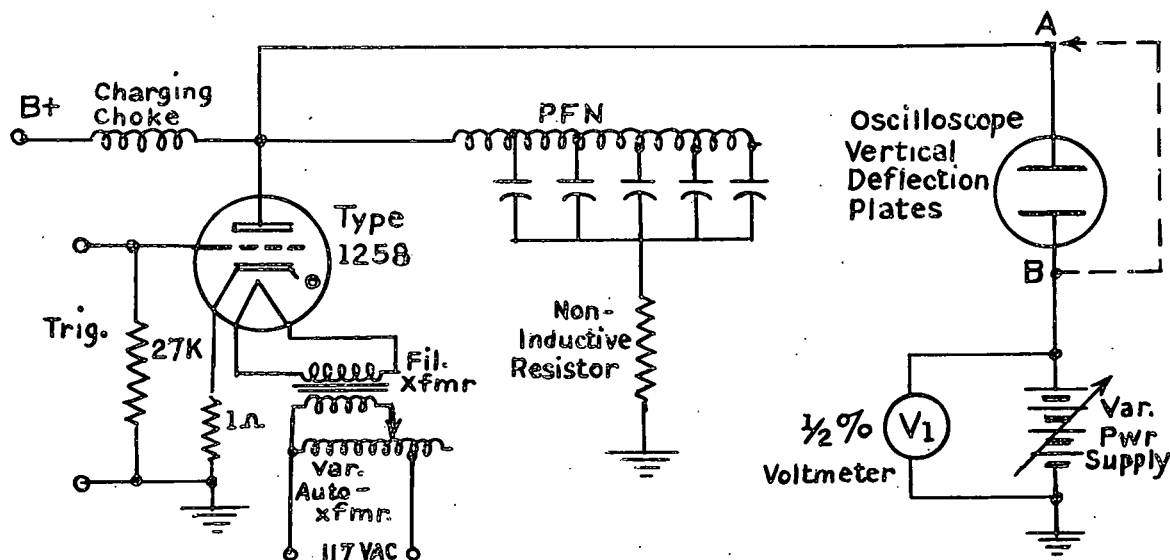 A
B+
Charging
Choke
PFN
Oscilloscope
Vertical
Deflection
Plates
Type
1258
B
Trig.
27K
1Ω
Fil.
Xfmr
Non-
Inductive
Resistor
½%
V1
Voltmeter
Var.
Pwr
Supply
Var.
Auto-
xfmr.
117 VAC